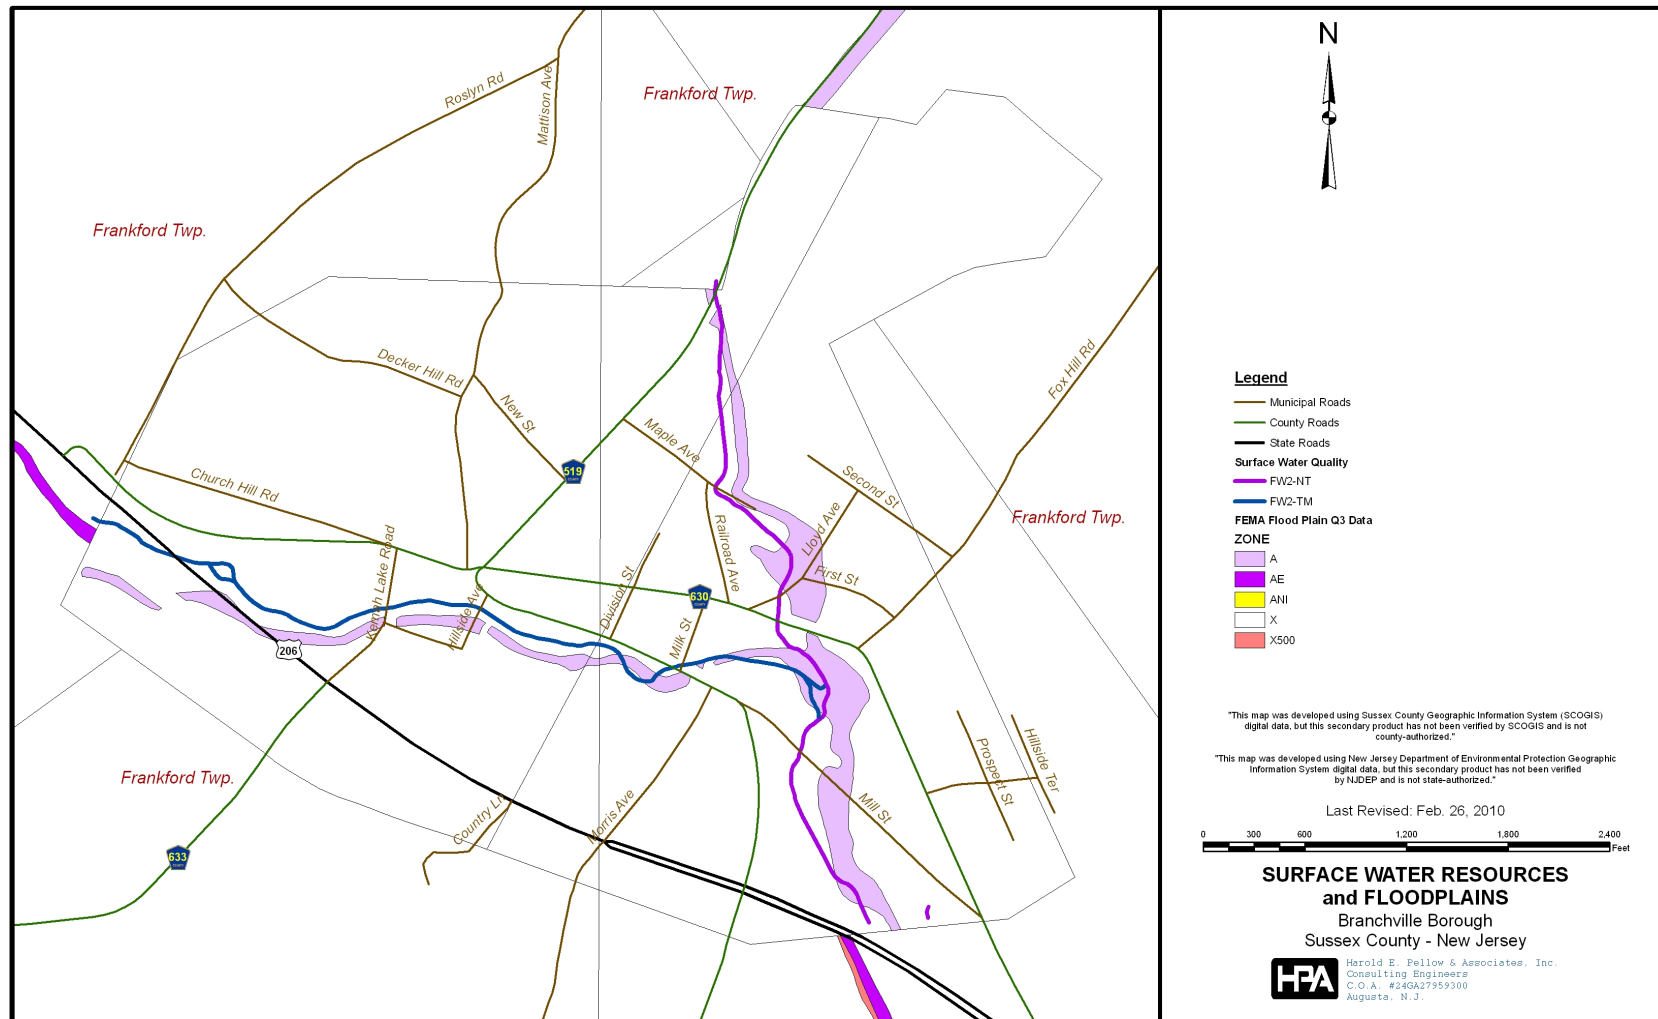 N
Frankford Twp.
Roslyn Rd
Mattison Ave
Frankford Twp.
Decker Hill Rd
New St
Fox Hill Rd
Maple Ave
519
Second St
Church Hill Rd
Lloyd Ave
Frankford Twp.
Railroad Ave
Kemah Lake Road
First St
Division St
630
Hillside Ave
Milk St
206
Frankford Twp.
Prospect St
Hillside Ter
Country Ln
Morris Ave
Mill St
633
Legend
Municipal Roads
County Roads
State Roads
Surface Water Quality
FW2-NT
FW2-TM
FEMA Flood Plain Q3 Data
ZONE
A
AE
ANI
X
X500
"This map was developed using Sussex County Geographic Information System (SCOGIS)
digital data, but this secondary product has not been verified by SCOGIS and is not
county-authorized."
"This map was developed using New Jersey Department of Environmental Protection Geographic
Information System digital data, but this secondary product has not been verified
by NJDEP and is not state-authorized."
Last Revised: Feb. 26, 2010
0 300 600 1,200 1,800 2,400
Feet
SURFACE WATER RESOURCES
and FLOODPLAINS
Branchville Borough
Sussex County - New Jersey
HPA
Harold E. Pellow & Associates, Inc.
Consulting Engineers
C.O.A. #24GA27959300
Augusta, N.J.